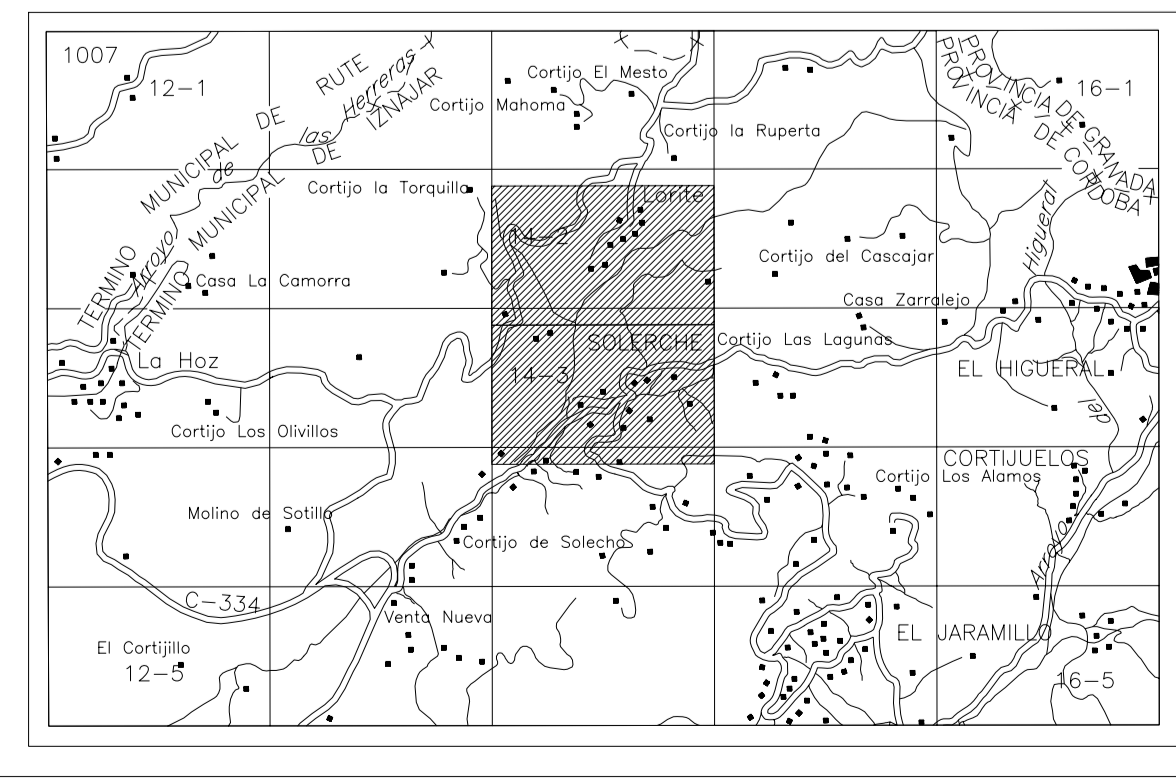 1007
12-1
TERMINO MUNICIPAL DE RUTE
Arroyo de las Herreras
TERMINO MUNICIPAL DE IZNAJAR
Cortijo El Mesto
Cortijo Mahoma
Cortijo la Ruperta
PROVINCIA DE GRANADA
PROVINCIA DE CORDOBA
16-1
Cortijo la Torquilla
Lorite
14-2
Casa La Camorra
Cortijo del Cascajar
Casa Zarralejo
La Hoz
SOLERCHE
Cortijo Las Lagunas
14-3
EL HIGUERAL
Arroyo del Higueral
Cortijo Los Olivillos
CORTIJUELOS
Cortijo Los Alamos
Molino de Sotillo
Cortijo de Solecho
C-334
Venta Nueva
EL JARAMILLO
El Cortijillo
12-5
16-5